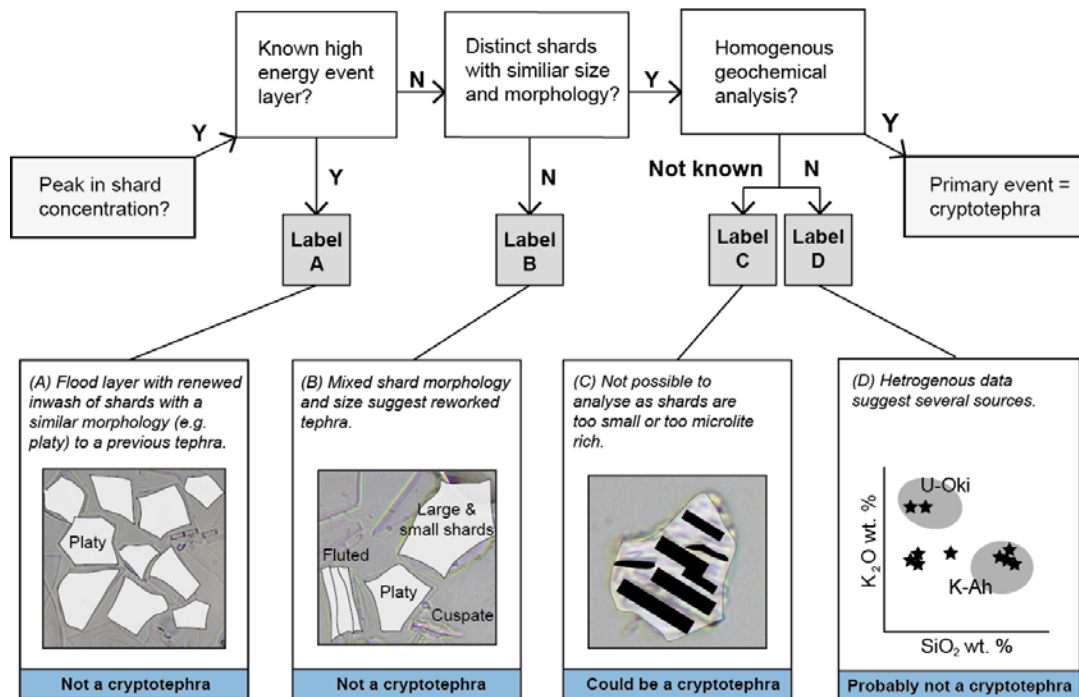 Known high
energy event
layer?
N
Distinct shards
with similiar size
and morphology?
Y
Homogenous
geochemical
analysis?
Y
Peak in shard
concentration?
Y
N
Not known
N
Y
Primary event =
cryptotephra
Label
A
Label
B
Label
C
Label
D
(A) Flood layer with renewed
inwash of shards with a
similar morphology (e.g.
platy) to a previous tephra.
Platy
Not a cryptotephra
(B) Mixed shard morphology
and size suggest reworked
tephra.
Large &
small shards
Fluted
Platy
Cuspate
Not a cryptotephra
(C) Not possible to
analyse as shards are
too small or too microlite
rich.
Could be a cryptotephra
(D) Hetrogenous data
suggest several sources.
U-Oki
K-Ah
K2O wt. %
SiO2 wt. %
Probably not a cryptotephra